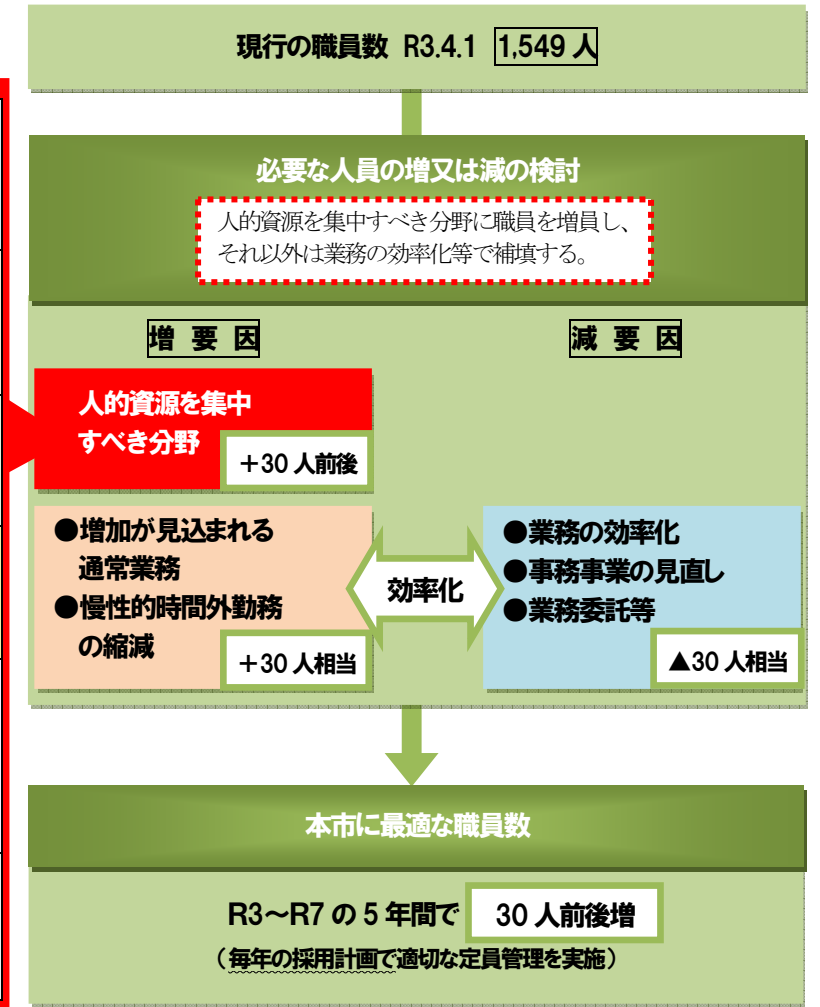 現行の職員数 R3.4.1 1,549 人
必要な人員の増又は減の検討
人的資源を集中すべき分野に職員を増員し、
それ以外は業務の効率化等で補填する。
増 要 因
減 要 因
人的資源を集中
すべき分野
＋30 人前後
●増加が見込まれる
通常業務
●慢性的時間外勤務
の縮減
＋30 人相当
効率化
●業務の効率化
●事務事業の見直し
●業務委託等
▲30 人相当
本市に最適な職員数
R3～R7 の 5 年間で 30 人前後増
（毎年の採用計画で適切な定員管理を実施）